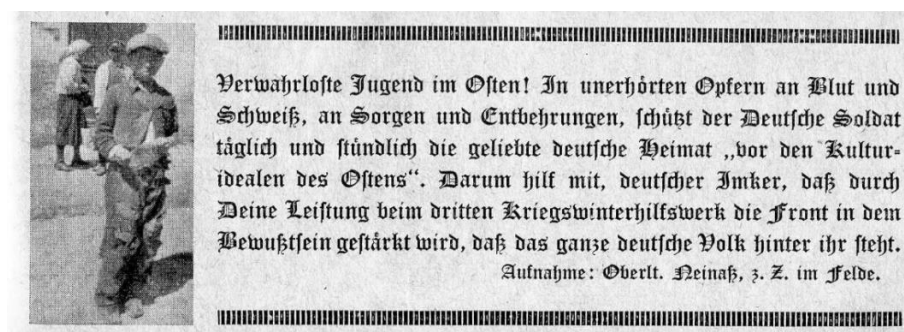 Verwahrloste Jugend im Osten! In unerhörten Opfern an Blut und
Schweiß, an Sorgen und Entbehrungen, schützt der Deutsche Soldat
täglich und stündlich die geliebte deutsche Heimat „vor den Kultur-
idealen des Ostens“. Darum hilf mit, deutscher Imker, daß durch
Deine Leistung beim dritten Kriegswinterhilfswerk die Front in dem
Bewußtsein gestärkt wird, daß das ganze deutsche Volk hinter ihr steht.
Aufnahme: Oberlt. Neinaß, z. Z. im Felde.